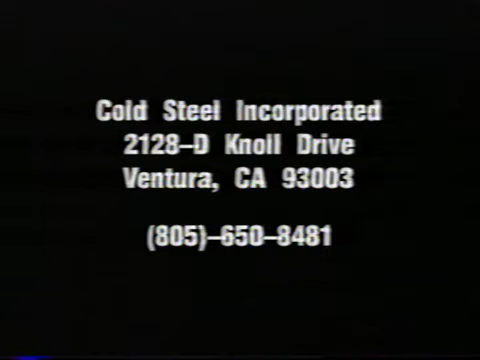 Cold Steel Incorporated
2128–D Knoll Drive
Ventura, CA 93003
(805)–650–8481